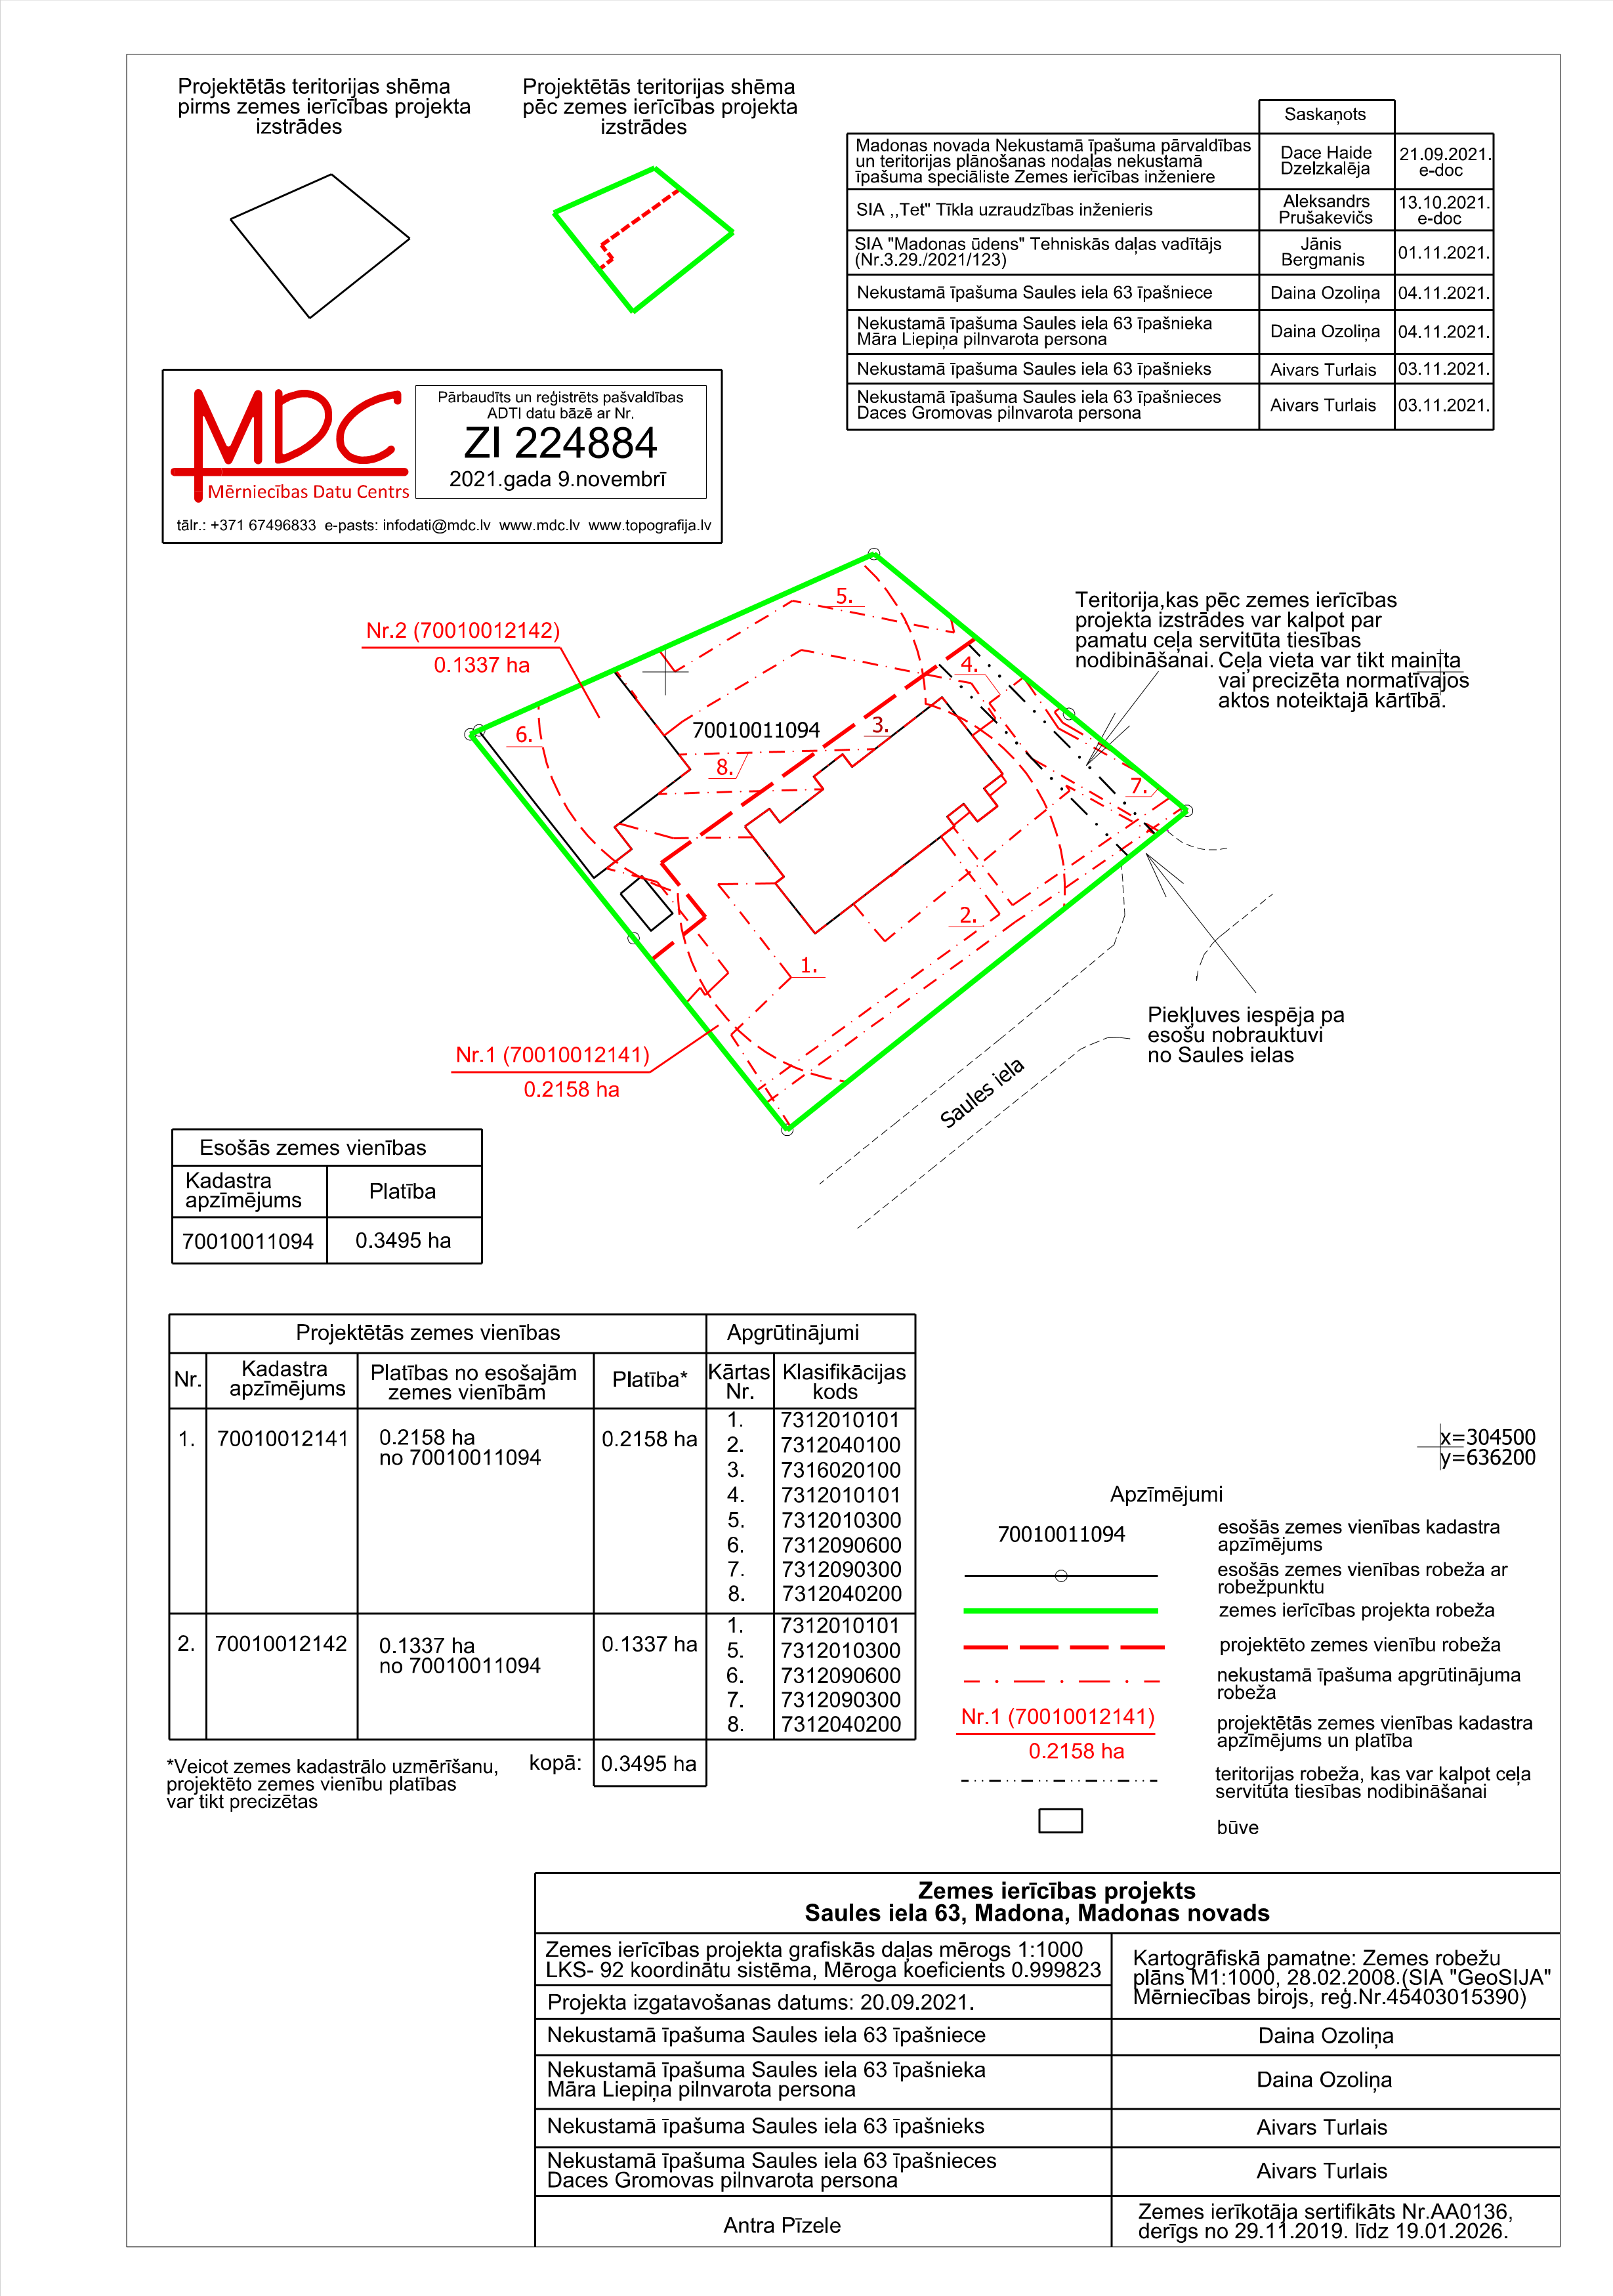 Projektētās teritorijas shēma
pirms zemes ierīcības projekta
izstrādes
Projektētās teritorijas shēma
pēc zemes ierīcības projekta
izstrādes
Saskaņots
Madonas novada Nekustamā īpašuma pārvaldības
un teritorijas plānošanas nodaļas nekustamā
īpašuma speciāliste Zemes ierīcības inženiere
Dace Haide
Dzelzkalēja
21.09.2021.
e-doc
SIA ,,Tet" Tīkla uzraudzības inženieris
Aleksandrs
Prušakevičs
13.10.2021.
e-doc
SIA "Madonas ūdens" Tehniskās daļas vadītājs
(Nr.3.29./2021/123)
Jānis
Bergmanis
01.11.2021.
Nekustamā īpašuma Saules iela 63 īpašniece
Daina Ozoliņa
04.11.2021.
Nekustamā īpašuma Saules iela 63 īpašnieka
Māra Liepiņa pilnvarota persona
Daina Ozoliņa
04.11.2021.
Nekustamā īpašuma Saules iela 63 īpašnieks
Aivars Turlais
03.11.2021.
Nekustamā īpašuma Saules iela 63 īpašnieces
Daces Gromovas pilnvarota persona
Aivars Turlais
03.11.2021.
MDC
Mērniecības Datu Centrs
Pārbaudīts un reģistrēts pašvaldības
ADTI datu bāzē ar Nr.
ZI 224884
2021.gada 9.novembrī
tālr.: +371 67496833 e-pasts: infodati@mdc.lv www.mdc.lv www.topografija.lv
Nr.2 (70010012142)
0.1337 ha
5.
Teritorija,kas pēc zemes ierīcības
projekta izstrādes var kalpot par
pamatu ceļa servitūta tiesības
nodibināšanai. Ceļa vieta var tikt mainīta
vai precizēta normatīvajos
aktos noteiktajā kārtībā.
4.
6.
70010011094
3.
8.
7.
2.
1.
Piekļuves iespēja pa
esošu nobrauktuvi
no Saules ielas
Nr.1 (70010012141)
0.2158 ha
Saules iela
Esošās zemes vienības
Kadastra
apzīmējums
Platība
70010011094
0.3495 ha
Projektētās zemes vienības
Apgrūtinājumi
Nr.
Kadastra
apzīmējums
Platības no esošajām
zemes vienībām
Platība*
Kārtas
Nr.
Klasifikācijas
kods
1.
70010012141
0.2158 ha
no 70010011094
0.2158 ha
1. 7312010101
2. 7312040100
3. 7316020100
4. 7312010101
5. 7312010300
6. 7312090600
7. 7312090300
8. 7312040200
2.
70010012142
0.1337 ha
no 70010011094
0.1337 ha
1. 7312010101
5. 7312010300
6. 7312090600
7. 7312090300
8. 7312040200
*Veicot zemes kadastrālo uzmērīšanu,
projektēto zemes vienību platības
var tikt precizētas
kopā:
0.3495 ha
x=304500
y=636200
Apzīmējumi
70010011094
esošās zemes vienības kadastra
apzīmējums
esošās zemes vienības robeža ar
robežpunktu
zemes ierīcības projekta robeža
projektēto zemes vienību robeža
nekustamā īpašuma apgrūtinājuma
robeža
Nr.1 (70010012141)
0.2158 ha
projektētās zemes vienības kadastra
apzīmējums un platība
teritorijas robeža, kas var kalpot ceļa
servitūta tiesības nodibināšanai
būve
Zemes ierīcības projekts
Saules iela 63, Madona, Madonas novads
Zemes ierīcības projekta grafiskās daļas mērogs 1:1000
LKS- 92 koordinātu sistēma, Mēroga koeficients 0.999823
Projekta izgatavošanas datums: 20.09.2021.
Kartogrāfiskā pamatne: Zemes robežu
plāns M1:1000, 28.02.2008.(SIA "GeoSIJA"
Mērniecības birojs, reģ.Nr.45403015390)
Nekustamā īpašuma Saules iela 63 īpašniece
Daina Ozoliņa
Nekustamā īpašuma Saules iela 63 īpašnieka
Māra Liepiņa pilnvarota persona
Daina Ozoliņa
Nekustamā īpašuma Saules iela 63 īpašnieks
Aivars Turlais
Nekustamā īpašuma Saules iela 63 īpašnieces
Daces Gromovas pilnvarota persona
Aivars Turlais
Antra Pīzele
Zemes ierīkotāja sertifikāts Nr.AA0136,
derīgs no 29.11.2019. līdz 19.01.2026.